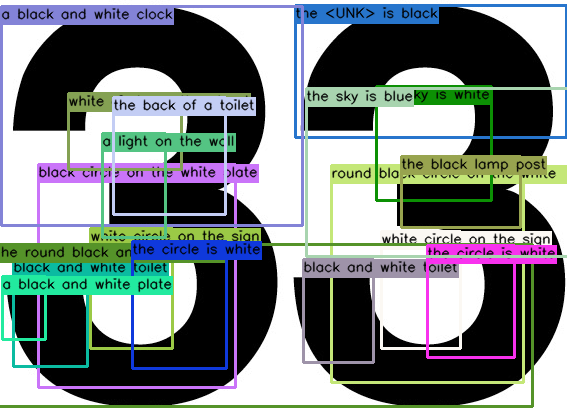 33
a black and white clock
the <UNK> is black
white
the back of a toilet
the sky is blue
ky is white
a light on the wall
the black lamp post
black circle on the white plate
round black circle on the white
white circle on the sign
white circle on the sign
the round black an
the circle is white
the circle is white
black and white toilet
black and white toilet
a black and white plate